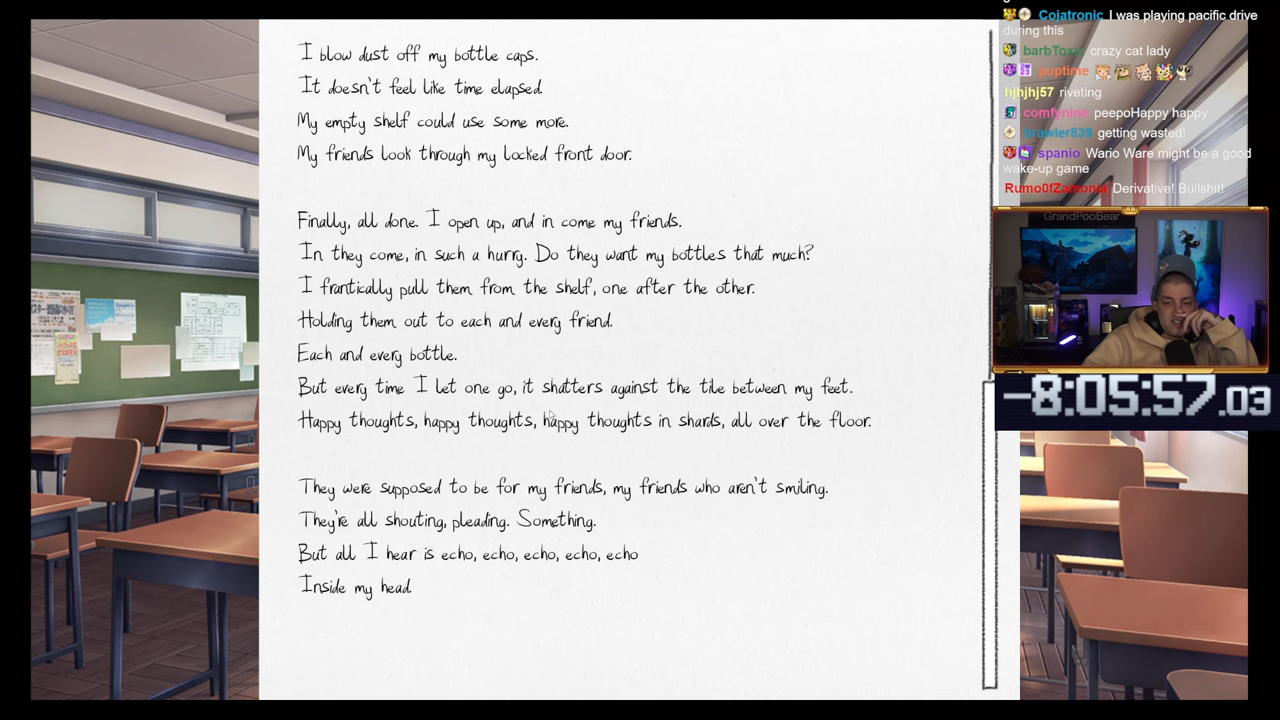 Cojatronic I was playing pacific drive
during this
barbToxic crazy cat lady
puptime
hjhjhj57 riveting
comfynine peepoHappy happy
brawler839 getting wasted!
spanio Wario Ware might be a good
wake-up game
Rumo0fZamonia Derivative! Bullshit!
GrandPooBear
-8:05:57.03
I blow dust off my bottle caps.
It doesn't feel like time elapsed.
My empty shelf could use some more.
My friends look through my locked front door.
Finally, all done. I open up, and in come my friends.
In they come, in such a hurry. Do they want my bottles that much?
I frantically pull them from the shelf, one after the other.
Holding them out to each and every friend.
Each and every bottle.
But every time I let one go, it shatters against the tile between my feet.
Happy thoughts, happy thoughts, happy thoughts in shards, all over the floor.
They were supposed to be for my friends, my friends who aren't smiling.
They're all shouting, pleading. Something.
But all I hear is echo, echo, echo, echo, echo
Inside my head.